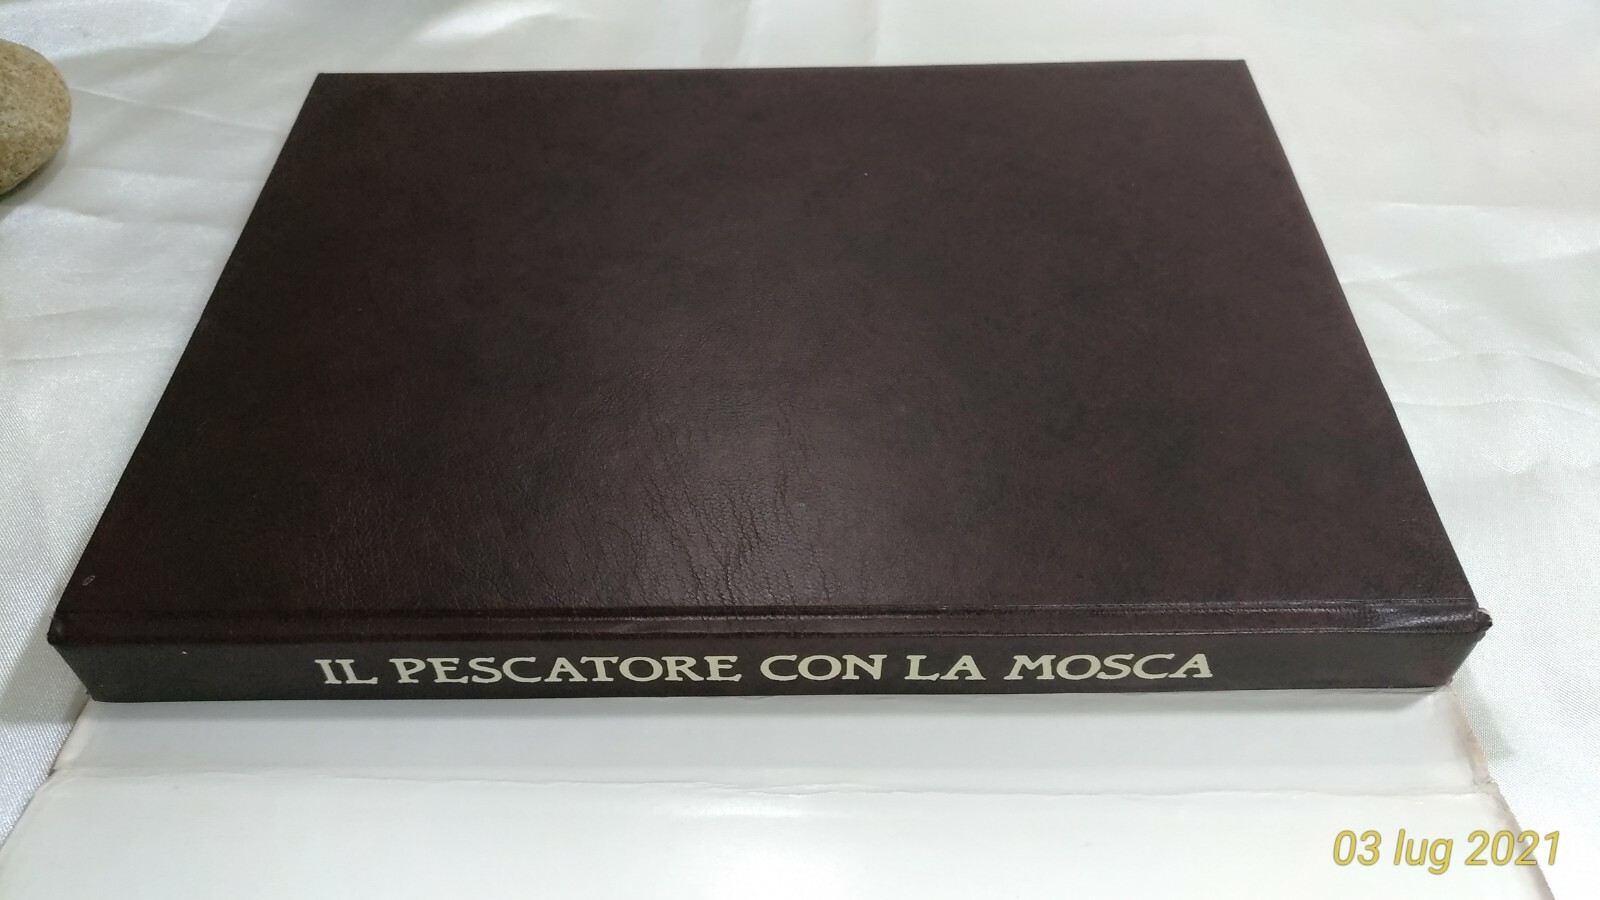 IL PESCATORE CON LA MOSCA
03 lug 2021